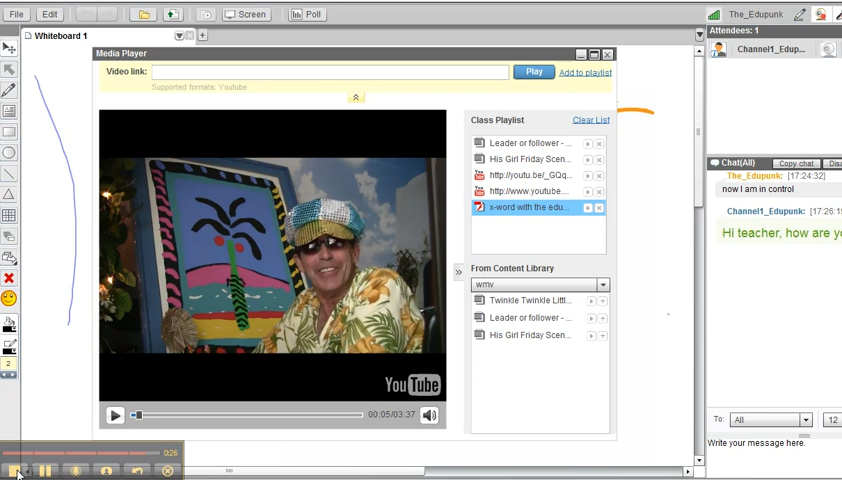 File Edit Screen Poll The_Edupunk
Whiteboard 1
Attendees: 1
Channel1_Edup...
Media Player
Video link: Play Add to playlist
Supported formats: Youtube
Class Playlist Clear List
Leader or follower - ...
His Girl Friday Scen...
http://youtu.be/_GQq...
http://www.youtube....
x-word with the edu...
From Content Library
wmv
Twinkle Twinkle Littl...
Leader or follower - ...
His Girl Friday Scen...
YouTube
00:05/03:37
Chat(All) Copy chat Disa
The_Edupunk: [17:24:32]
now I am in control
Channel1_Edupunk: [17:26:1
Hi teacher, how are yo
To: All 12
Write your message here.
2
0:26